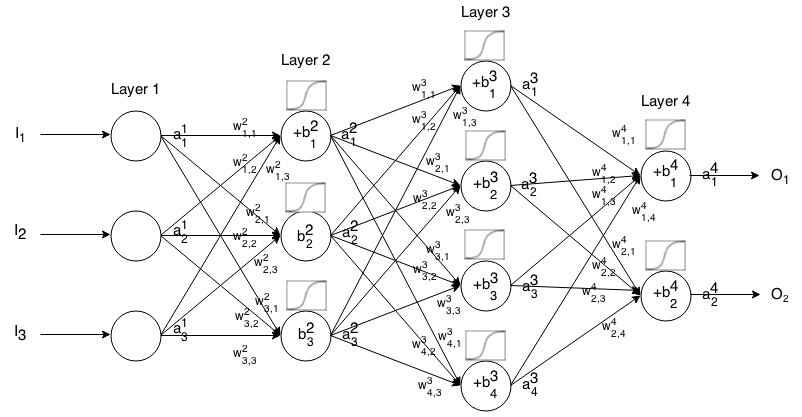 Layer 3
Layer 2
Layer 1
Layer 4
I₁
I₂
I₃
a¹₁
a¹₂
a¹₃
w²₁,₁
w²₁,₂
w²₁,₃
w²₂,₁
w²₂,₂
w²₂,₃
w²₃,₁
w²₃,₂
w²₃,₃
+b²₁
b²₂
b²₃
a²₁
a²₂
a²₃
w³₁,₁
w³₁,₂
w³₁,₃
w³₂,₁
w³₂,₂
w³₂,₃
w³₃,₁
w³₃,₂
w³₃,₃
w³₄,₁
w³₄,₂
w³₄,₃
+b³₁
+b³₂
+b³₃
+b³₄
a³₁
a³₂
a³₃
a³₄
w⁴₁,₁
w⁴₁,₂
w⁴₁,₃
w⁴₁,₄
w⁴₂,₁
w⁴₂,₂
w⁴₂,₃
w⁴₂,₄
+b⁴₁
+b⁴₂
a⁴₁
a⁴₂
O₁
O₂